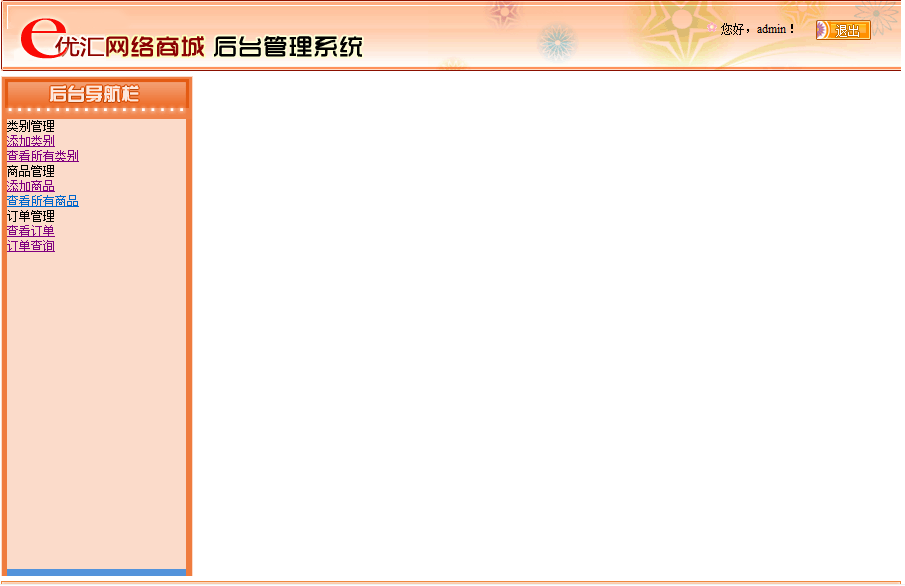 e优汇网络商城 后台管理系统
您好，admin！ 退出
后台导航栏
类别管理
添加类别
查看所有类别
商品管理
添加商品
查看所有商品
订单管理
查看订单
订单查询